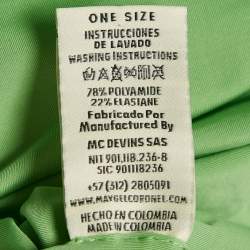 ONE SIZE
INSTRUCCIONES
DE LAVADO
WASHING INSTRUCTIONS
78% POLYAMIDE
22% ELASTANE
Fabricado Por
Manufactured By
MC DEVINS SAS
NIT 901.118.236-8
SIC 901118236
+57 (312) 2805091
WWW.MAYGELCORONEL.COM
HECHO EN COLOMBIA
MADE IN COLOMBIA